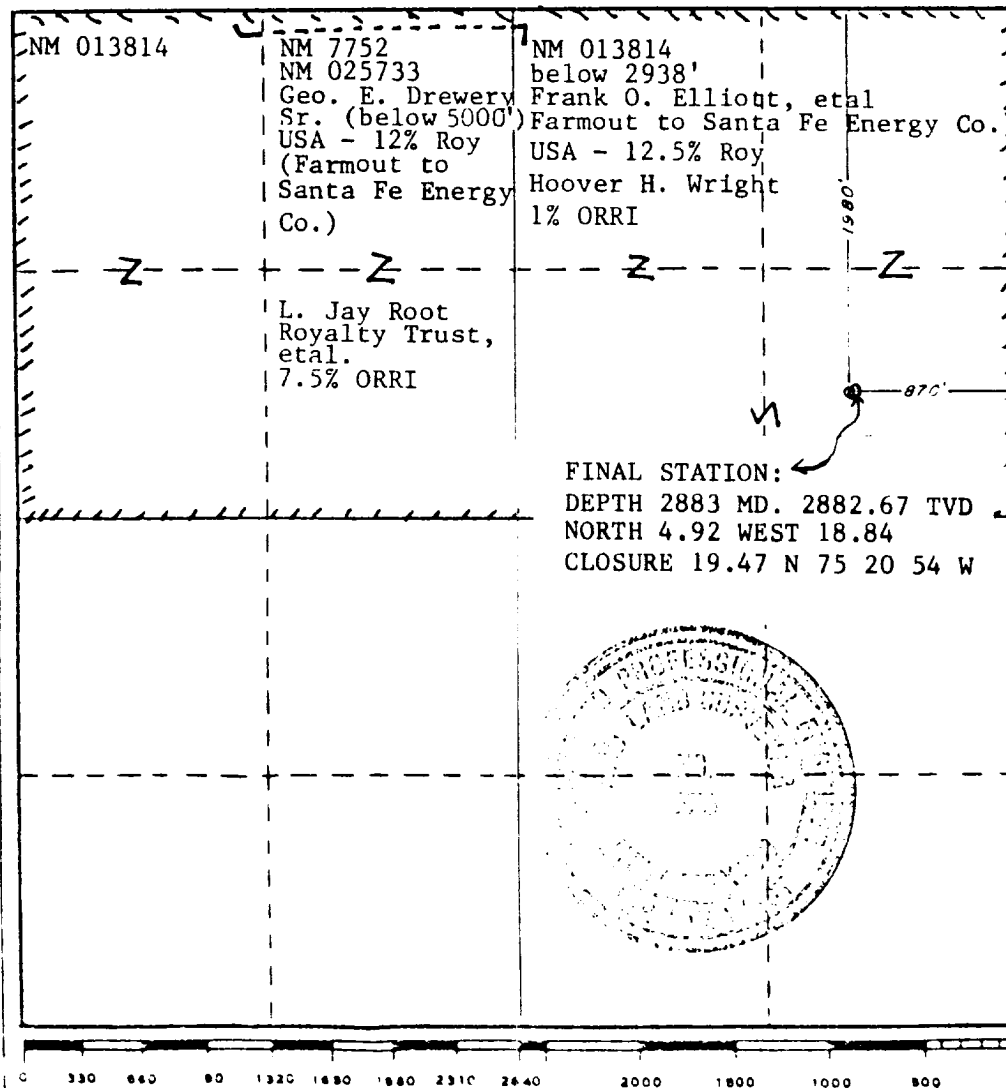 NM 013814
NM 7752
NM 025733
Geo. E. Drewery
Sr. (below 5000')
USA - 12% Roy
(Farmout to
Santa Fe Energy
Co.)
NM 013814
below 2938'
Frank O. Elliott, etal
Farmout to Santa Fe Energy Co.
USA - 12.5% Roy
Hoover H. Wright
1% ORRI
1980'
Z Z Z Z
L. Jay Root
Royalty Trust,
etal.
7.5% ORRI
870'
FINAL STATION:
DEPTH 2883 MD. 2882.67 TVD
NORTH 4.92 WEST 18.84
CLOSURE 19.47 N 75 20 54 W
PROFESSIONAL
LAND
0 330 660 90 1320 1650 1980 2310 2640 2000 1500 1000 500